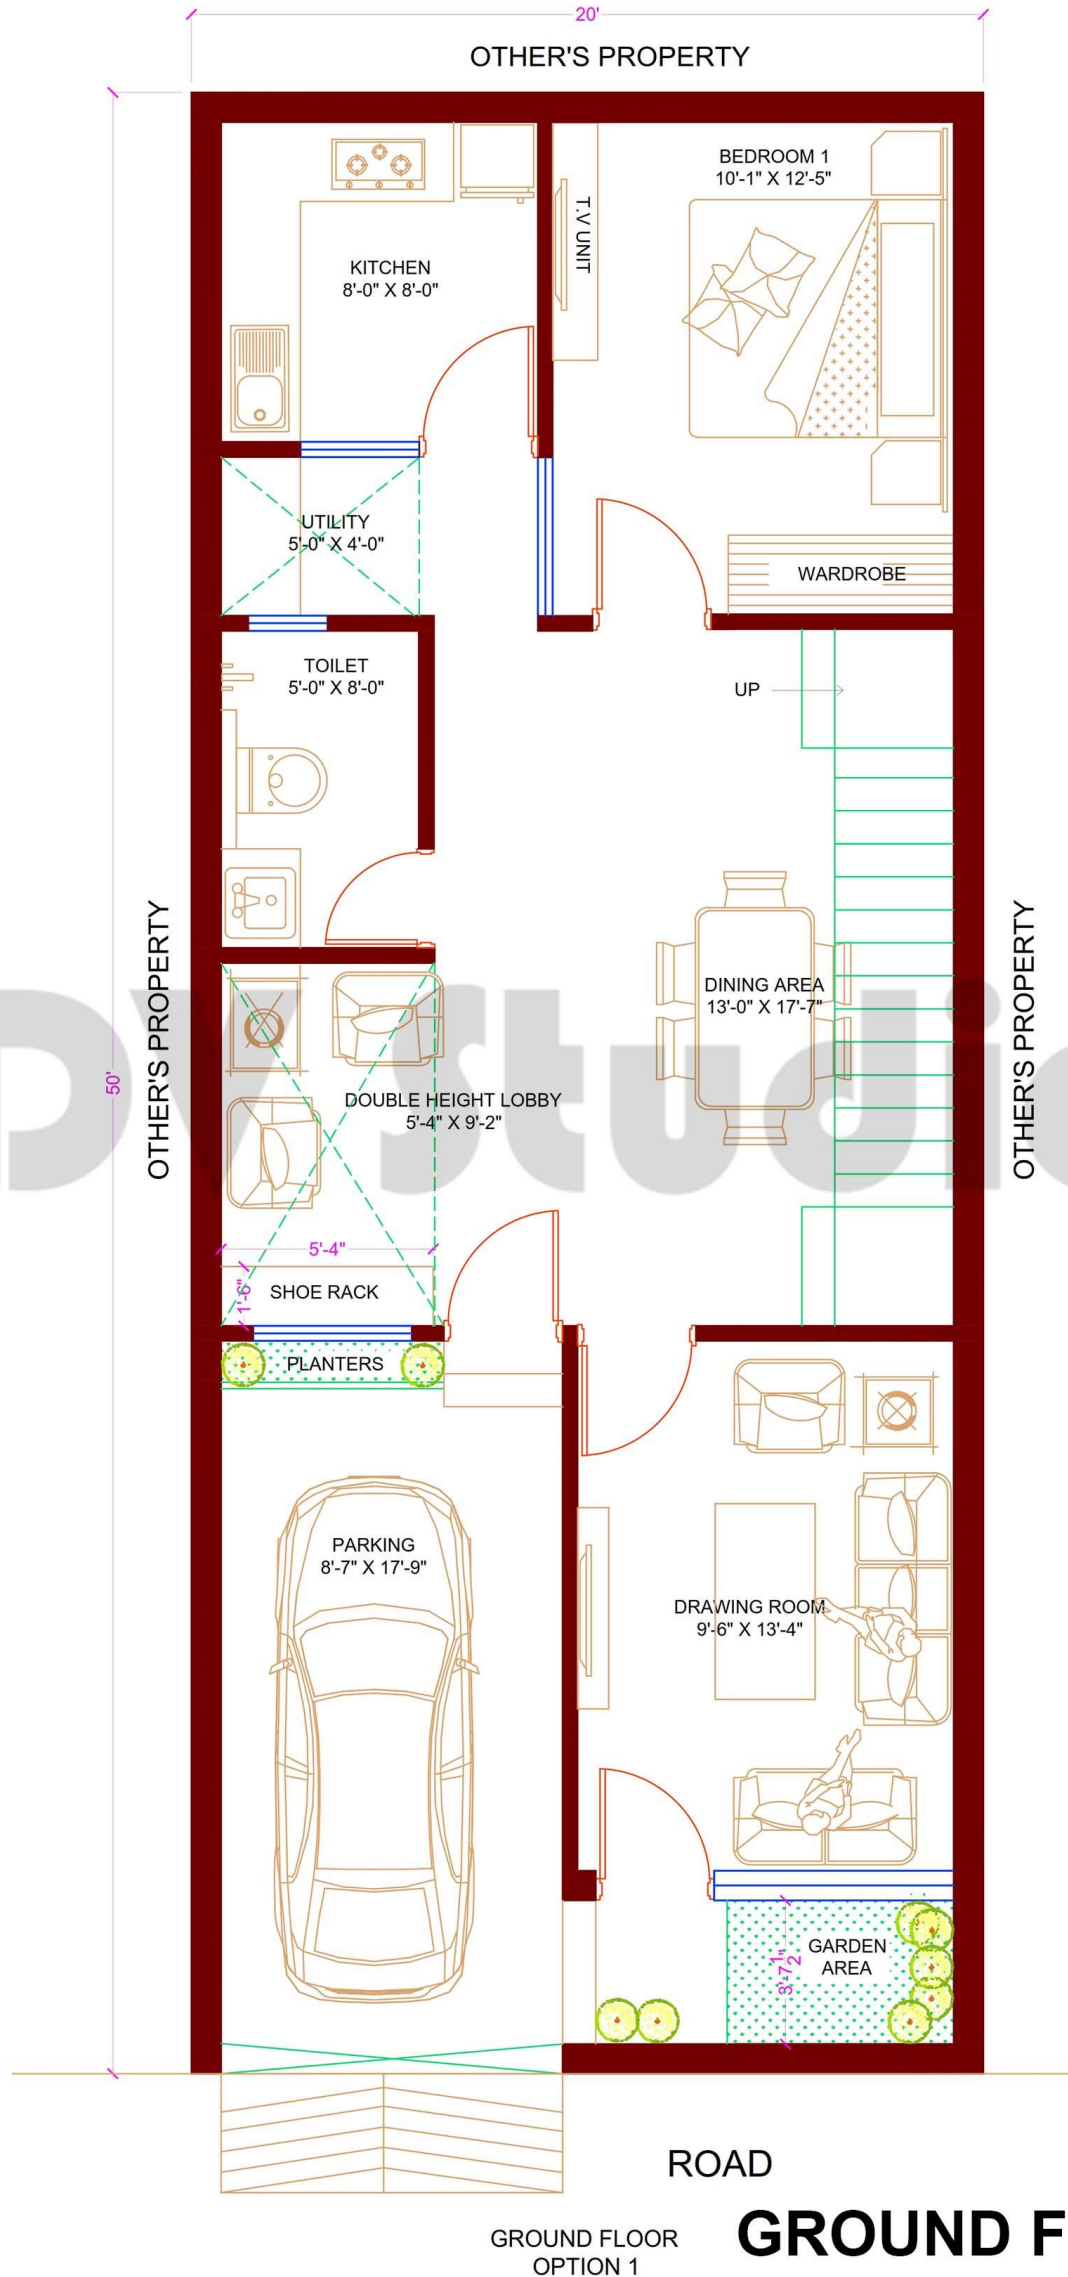 20'
OTHER'S PROPERTY
BEDROOM 1
10'-1" X 12'-5"
T.V UNIT
KITCHEN
8'-0" X 8'-0"
UTILITY
5'-0" X 4'-0"
WARDROBE
TOILET
5'-0" X 8'-0"
UP
OTHER'S PROPERTY
50'
DINING AREA
13'-0" X 17'-7"
OTHER'S PROPERTY
DV Studio
DOUBLE HEIGHT LOBBY
5'-4" X 9'-2"
5'-4"
1'-6"
SHOE RACK
PLANTERS
PARKING
8'-7" X 17'-9"
DRAWING ROOM
9'-6" X 13'-4"
GARDEN
AREA
3'-7 1/2"
ROAD
GROUND FLOOR
OPTION 1
GROUND F